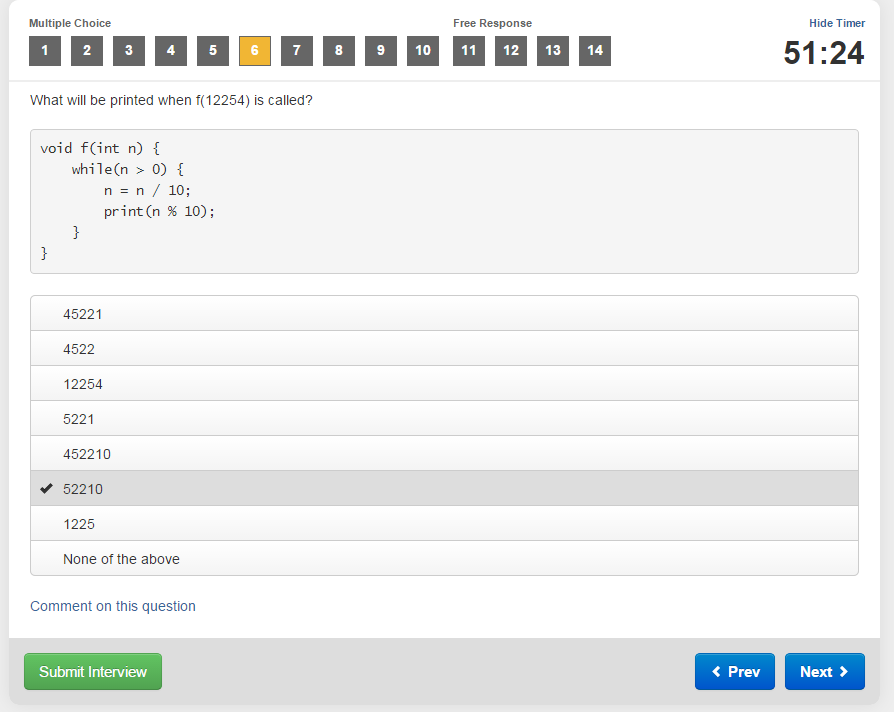 Multiple Choice
Free Response
Hide Timer
1 2 3 4 5 6 7 8 9 10 11 12 13 14
51:24
What will be printed when f(12254) is called?
void f(int n) {
    while(n > 0) {
        n = n / 10;
        print(n % 10);
    }
}
45221
4522
12254
5221
452210
52210
1225
None of the above
Comment on this question
Submit Interview
Prev
Next